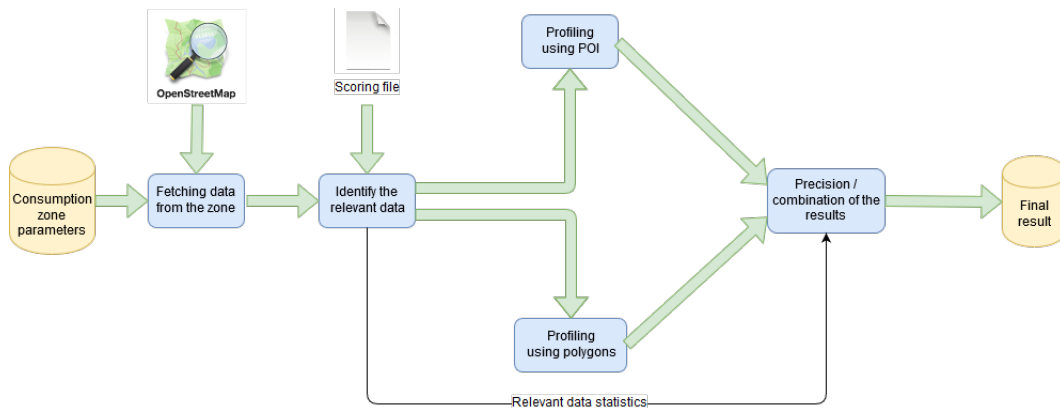 OpenStreetMap
Scoring file
Profiling
using POI
Consumption
zone
parameters
Fetching data
from the zone
Identify the
relevant data
Precision /
combination of the
results
Final
result
Profiling
using polygons
Relevant data statistics